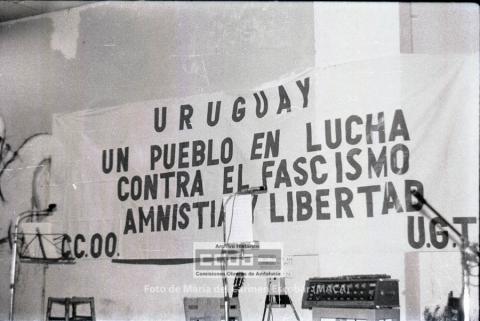 URUGUAY
UN PUEBLO EN LUCHA
CONTRA EL FASCISMO
AMNISTIA Y LIBERTAD
CC.OO.
U.G.T.
Archivo Histórico
CCOO
Comisiones Obreras de Andalucía
Foto de María del Carmen Escobar (MACA)